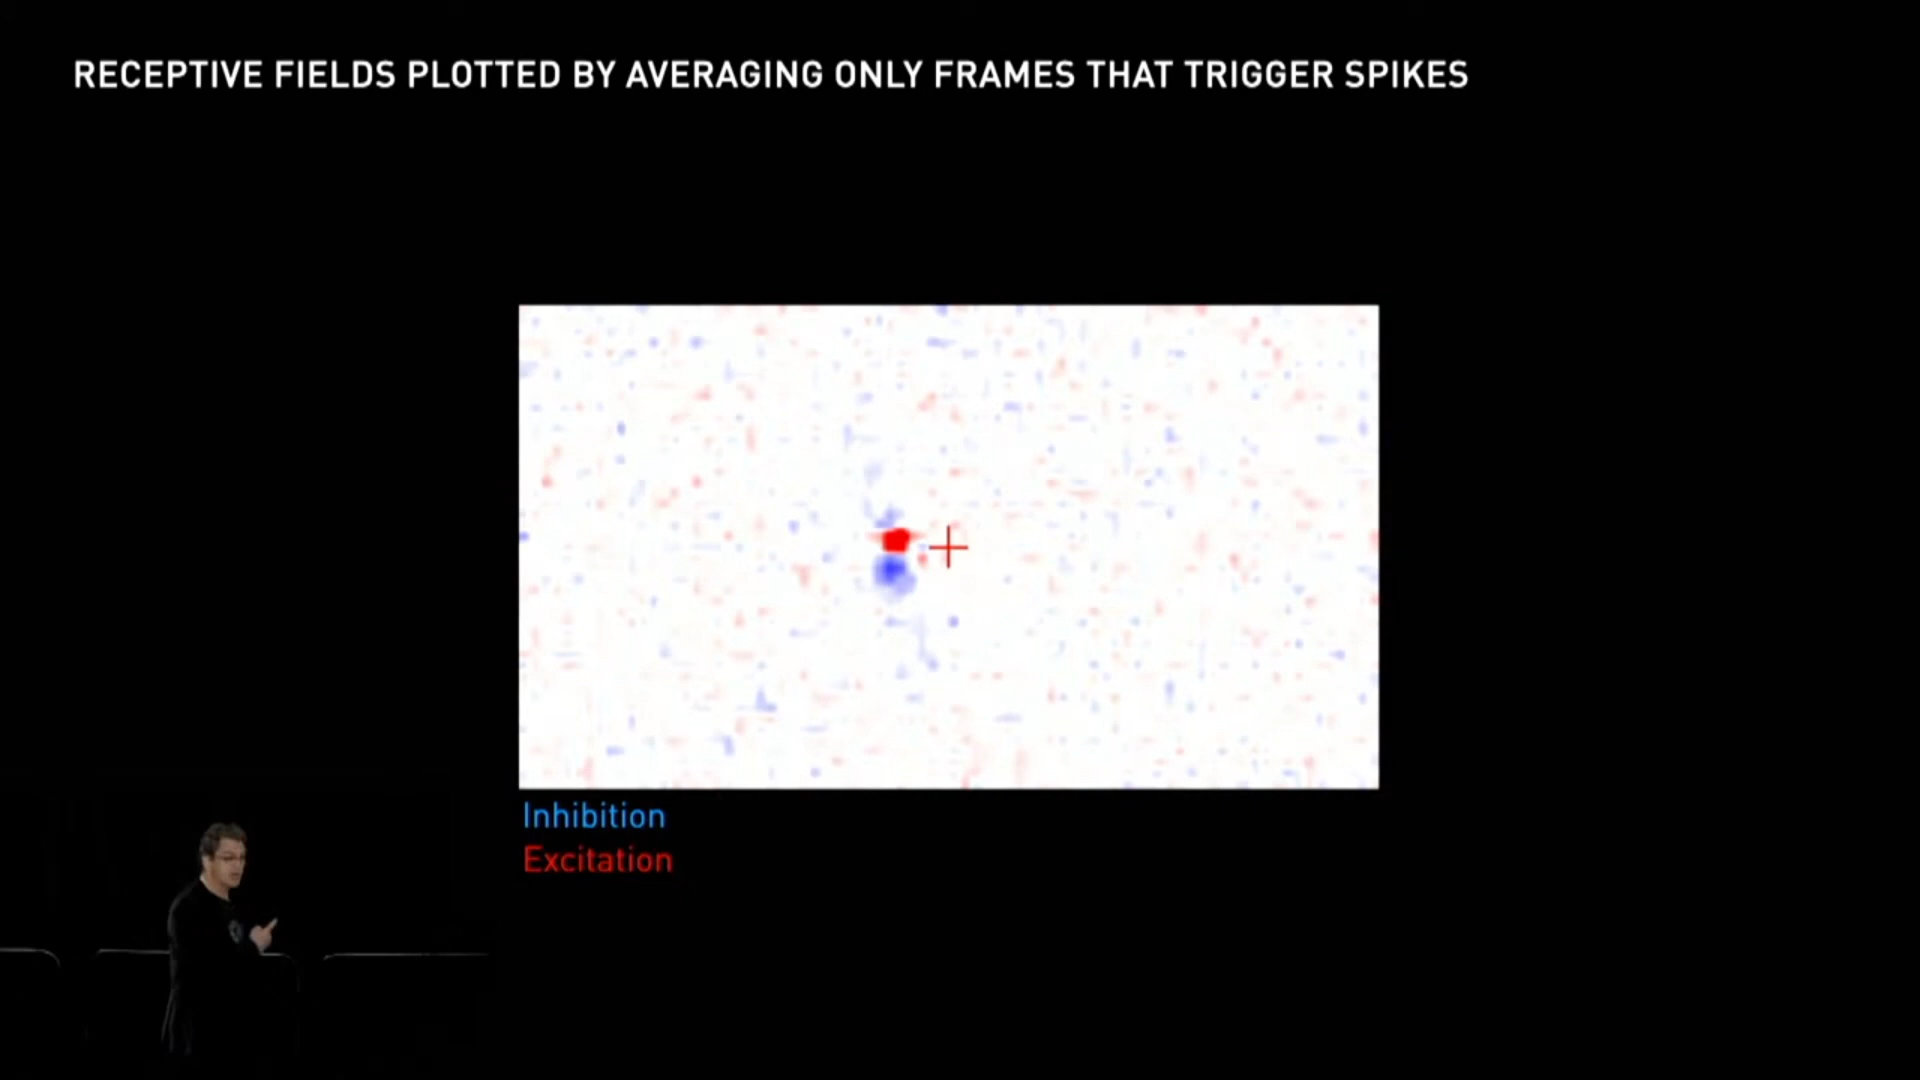 RECEPTIVE FIELDS PLOTTED BY AVERAGING ONLY FRAMES THAT TRIGGER SPIKES
Inhibition
Excitation